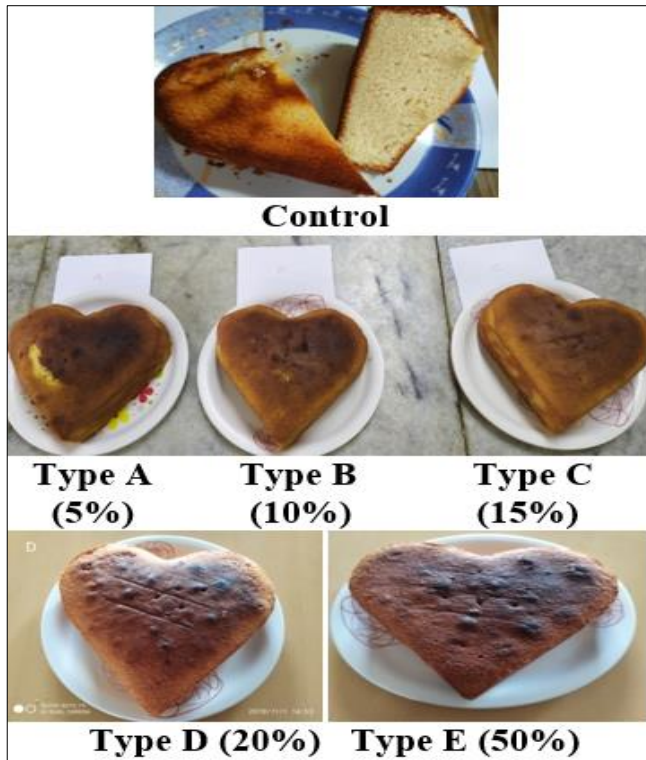 Control
Type A
(5%)
Type B
(10%)
Type C
(15%)
D
Type D (20%)
Type E (50%)